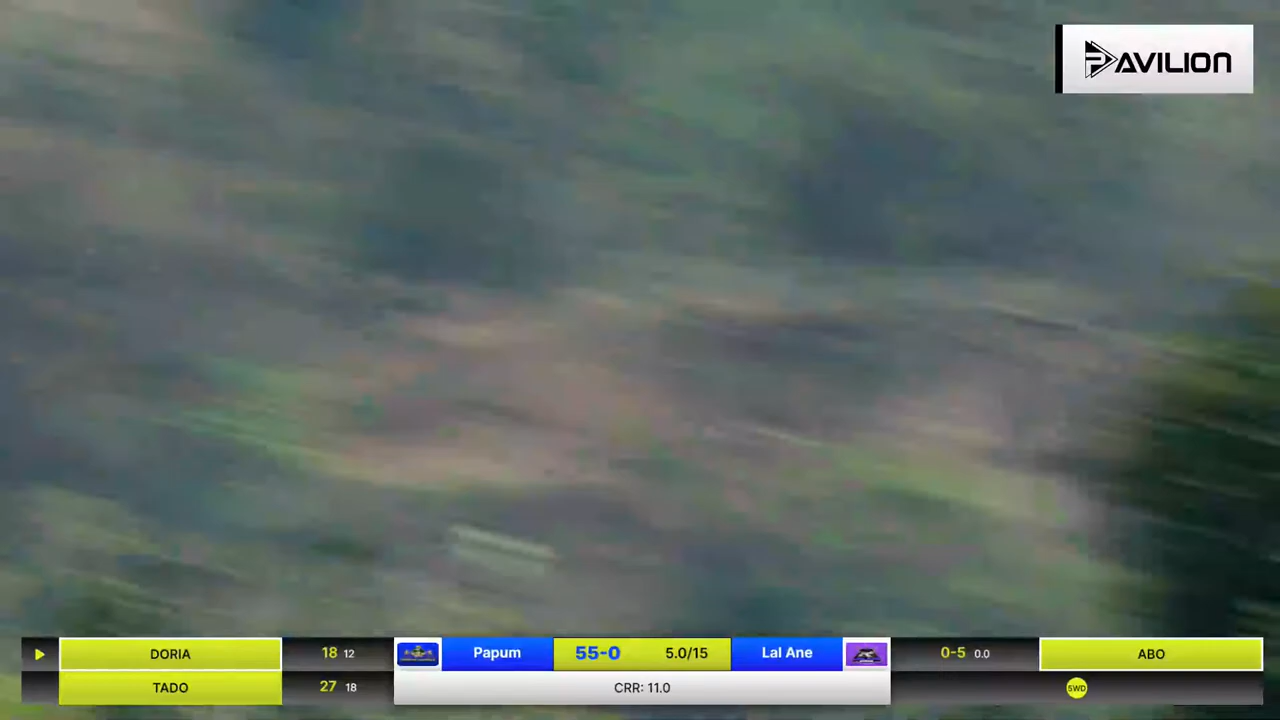 PAVILION
DORIA 18 12 Papum 55-0 5.0/15 Lal Ane 0-5 0.0 ABO
TADO 27 18 CRR: 11.0 5WD